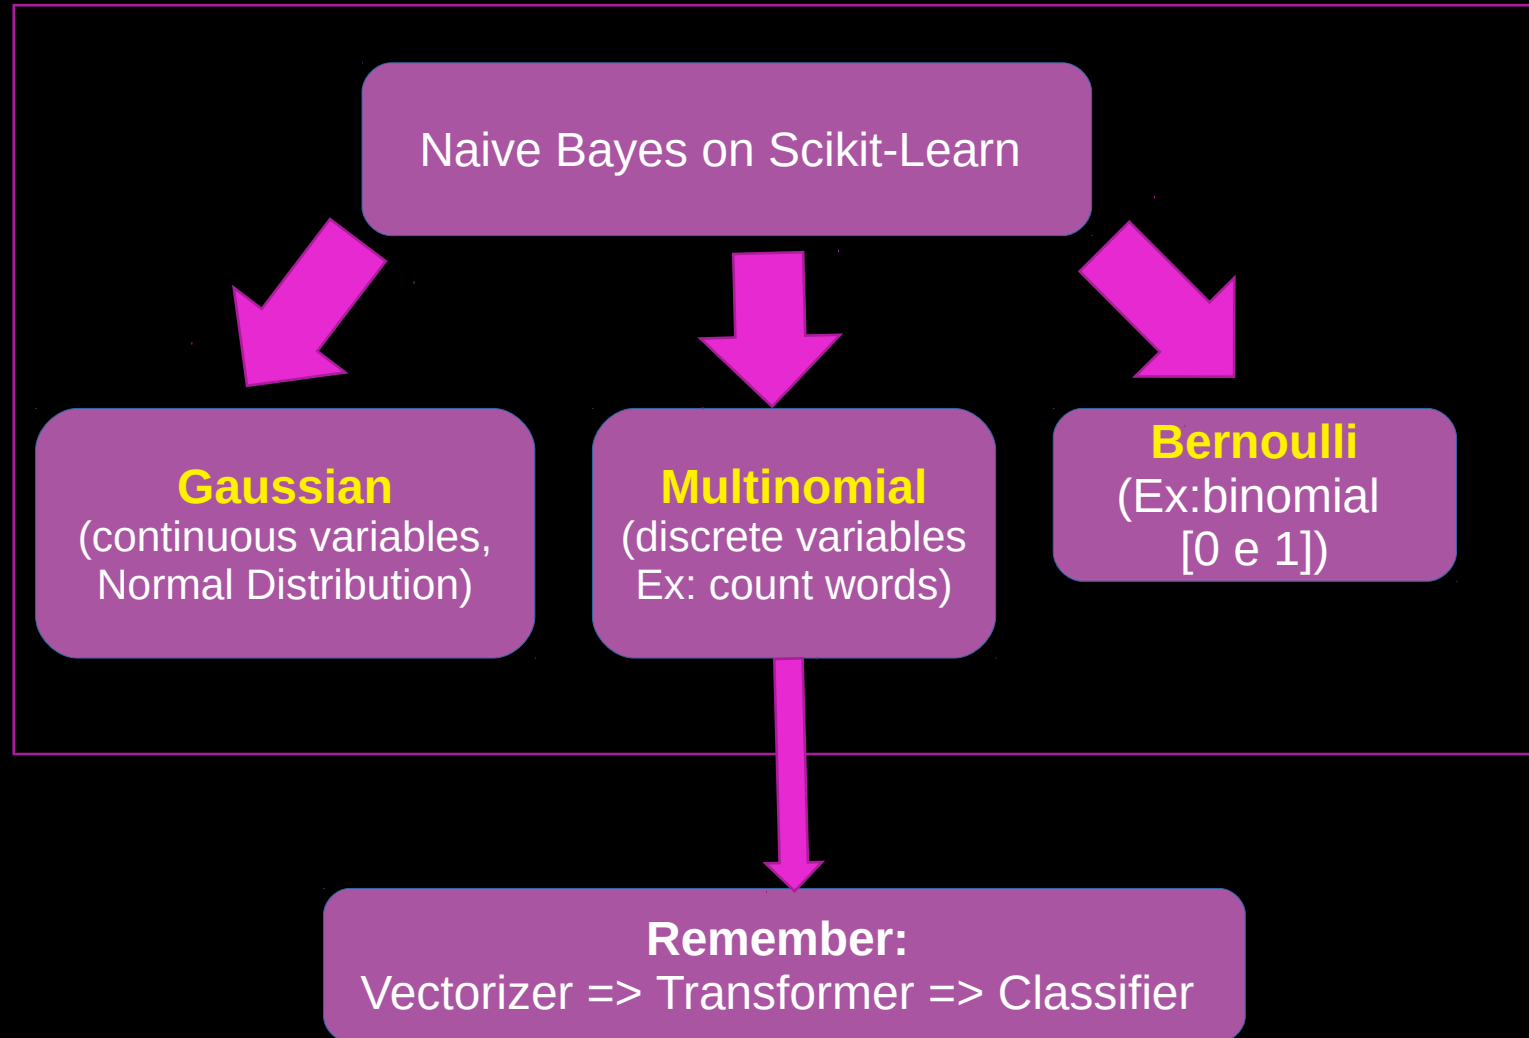 Naive Bayes on Scikit-Learn
Gaussian
(continuous variables,
Normal Distribution)
Multinomial
(discrete variables
Ex: count words)
Bernoulli
(Ex:binomial
[0 e 1])
Remember:
Vectorizer => Transformer => Classifier